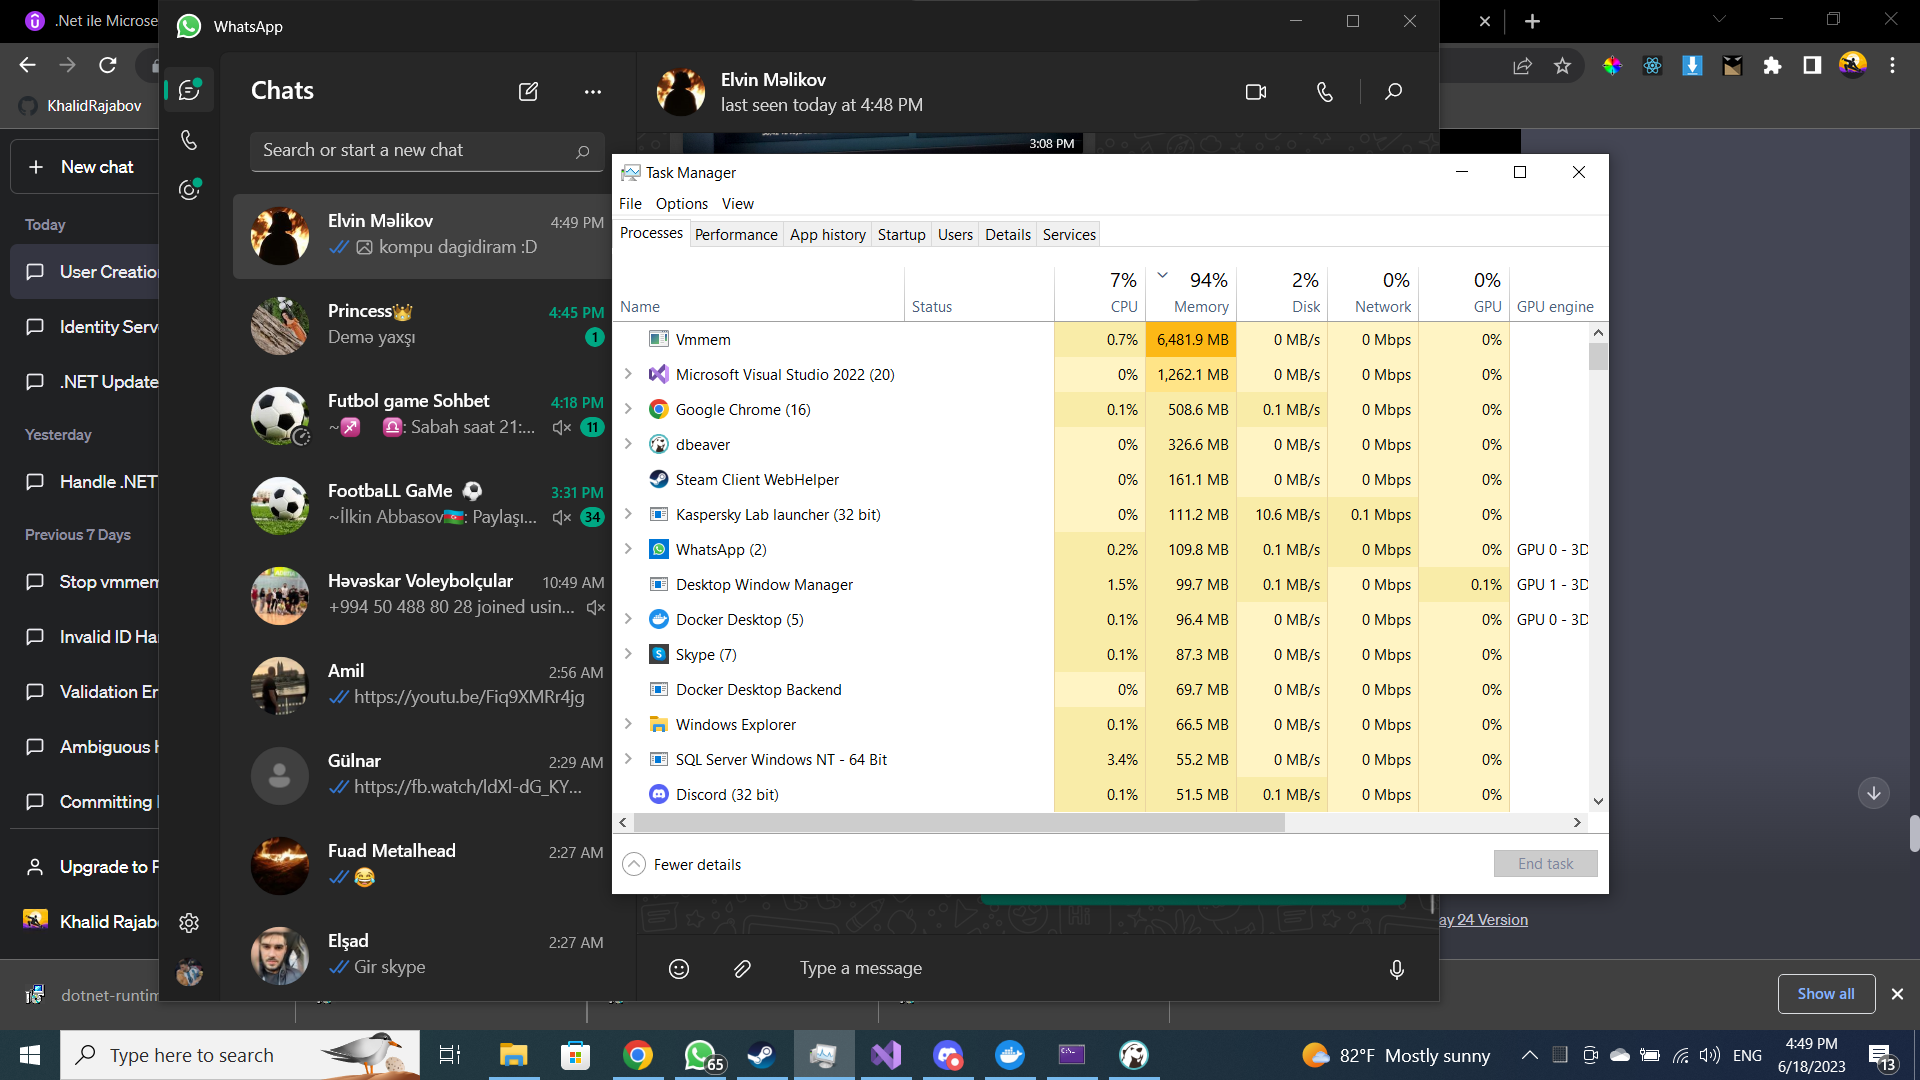 .Net ile Microse
KhalidRajabov
New chat
Today
User Creation
Identity Serv
.NET Update
Yesterday
Handle .NET
Previous 7 Days
Stop vmmem
Invalid ID Ha
Validation Er
Ambiguous
Committing
Upgrade to P
Khalid Rajab
dotnet-runtim
WhatsApp
Chats
Search or start a new chat
Elvin Məlikov
4:49 PM
kompu dagidiram :D
Princess👑
4:45 PM
Demə yaxşı
1
Futbol game Sohbet
4:18 PM
~♐ ♎: Sabah saat 21:...
11
FootbaLL GaMe ⚽
3:31 PM
~İlkin Abbasov🇦🇿: Paylaşı...
34
Həvəskar Voleybolçular
10:49 AM
+994 50 488 80 28 joined usin...
Amil
2:56 AM
https://youtu.be/Fiq9XMRr4jg
Gülnar
2:29 AM
https://fb.watch/ldXl-dG_KY...
Fuad Metalhead
2:27 AM
😂
Elşad
2:27 AM
Gir skype
Elvin Məlikov
last seen today at 4:48 PM
3:08 PM
Task Manager
File Options View
Processes Performance App history Startup Users Details Services
7% 94% 2% 0% 0%
Name Status CPU Memory Disk Network GPU GPU engine
Vmmem 0.7% 6,481.9 MB 0 MB/s 0 Mbps 0%
Microsoft Visual Studio 2022 (20) 0% 1,262.1 MB 0 MB/s 0 Mbps 0%
Google Chrome (16) 0.1% 508.6 MB 0.1 MB/s 0 Mbps 0%
dbeaver 0% 326.6 MB 0 MB/s 0 Mbps 0%
Steam Client WebHelper 0% 161.1 MB 0 MB/s 0 Mbps 0%
Kaspersky Lab launcher (32 bit) 0% 111.2 MB 10.6 MB/s 0.1 Mbps 0%
WhatsApp (2) 0.2% 109.8 MB 0.1 MB/s 0 Mbps 0% GPU 0 - 3D
Desktop Window Manager 1.5% 99.7 MB 0.1 MB/s 0 Mbps 0.1% GPU 1 - 3D
Docker Desktop (5) 0.1% 96.4 MB 0 MB/s 0 Mbps 0% GPU 0 - 3D
Skype (7) 0.1% 87.3 MB 0 MB/s 0 Mbps 0%
Docker Desktop Backend 0% 69.7 MB 0 MB/s 0 Mbps 0%
Windows Explorer 0.1% 66.5 MB 0 MB/s 0 Mbps 0%
SQL Server Windows NT - 64 Bit 3.4% 55.2 MB 0 MB/s 0 Mbps 0%
Discord (32 bit) 0.1% 51.5 MB 0.1 MB/s 0 Mbps 0%
Fewer details
End task
ay 24 Version
Type a message
Show all
Type here to search
65
82°F Mostly sunny
ENG
4:49 PM
6/18/2023
13